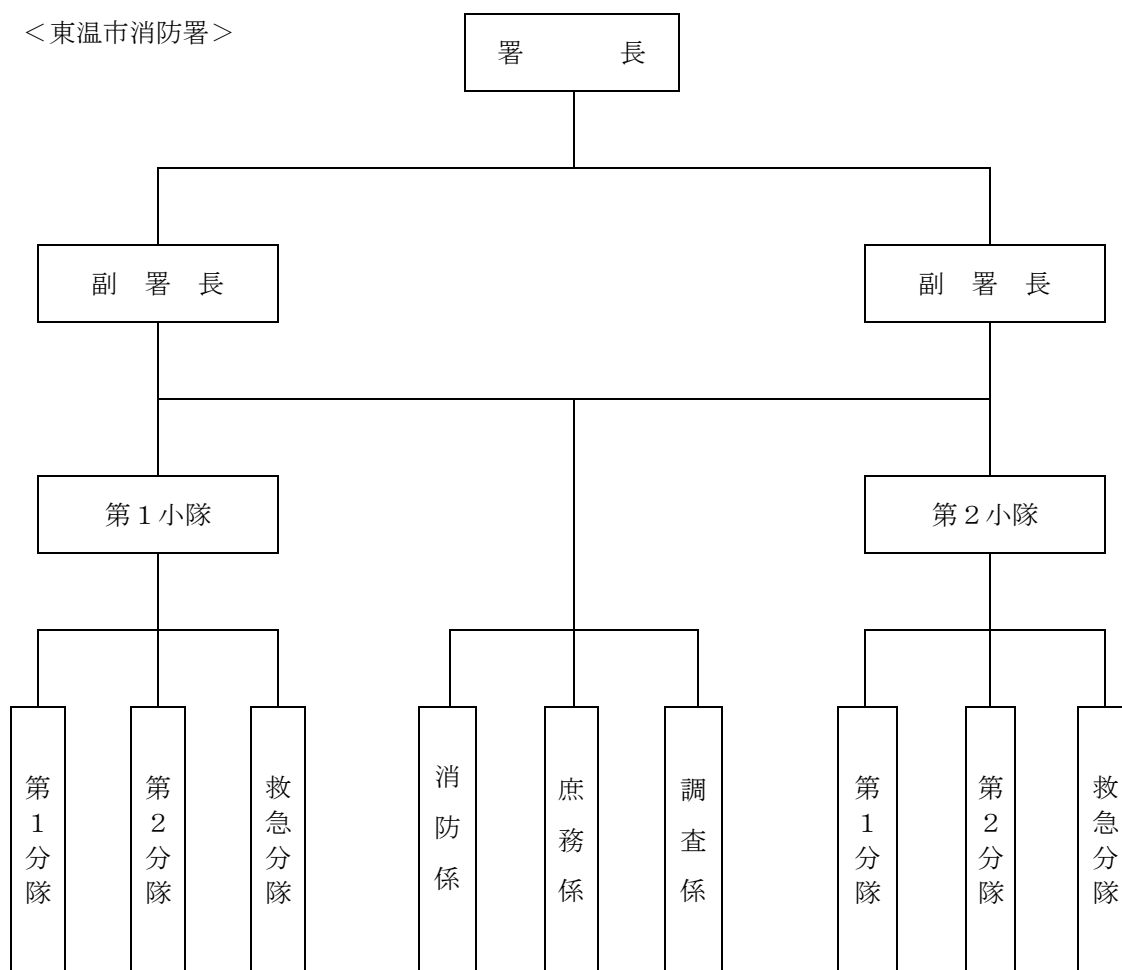 ＜東温市消防署＞
署　　　長
副　署　長
副　署　長
第１小隊
第２小隊
第１分隊
第２分隊
救急分隊
消防係
庶務係
調査係
第１分隊
第２分隊
救急分隊